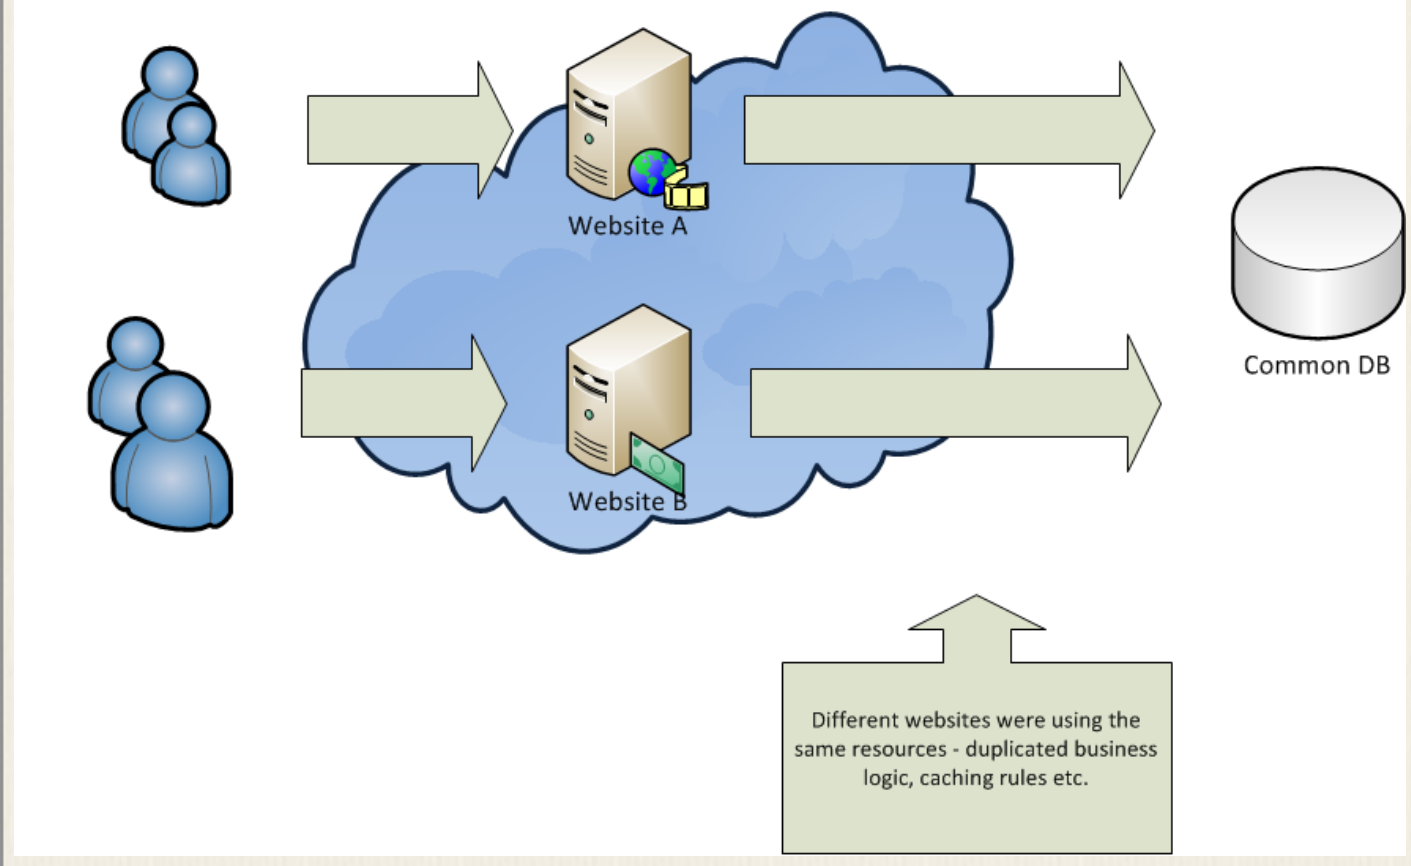 Website A
Common DB
Website B
Different websites were using the
same resources - duplicated business
logic, caching rules etc.